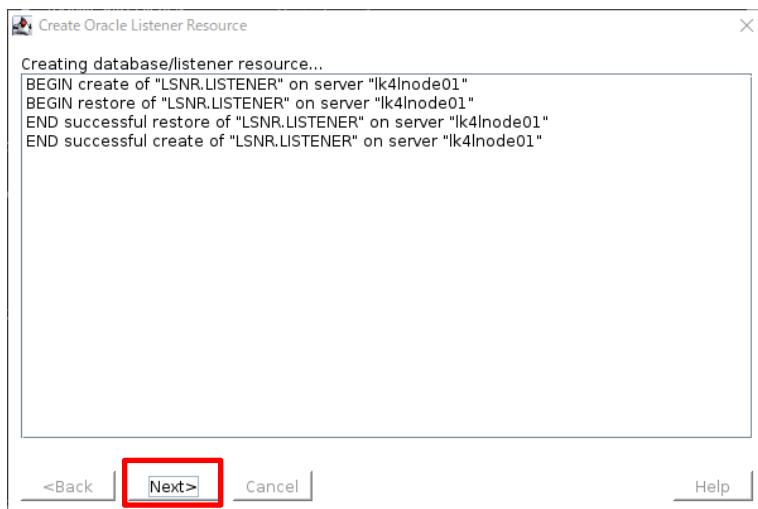 Create Oracle Listener Resource
Creating database/listener resource...
BEGIN create of "LSNR.LISTENER" on server "lk4lnode01"
BEGIN restore of "LSNR.LISTENER" on server "lk4lnode01"
END successful restore of "LSNR.LISTENER" on server "lk4lnode01"
END successful create of "LSNR.LISTENER" on server "lk4lnode01"
<Back Next> Cancel Help